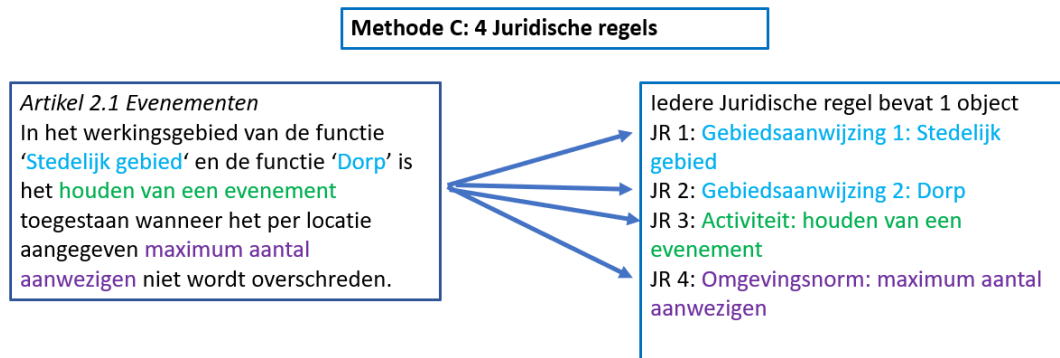 Methode C: 4 Juridische regels
Artikel 2.1 Evenementen
In het werkingsgebied van de functie
‘Stedelijk gebied‘ en de functie ‘Dorp’ is
het houden van een evenement
toegestaan wanneer het per locatie
aangegeven maximum aantal
aanwezigen niet wordt overschreden.
Iedere Juridische regel bevat 1 object
JR 1: Gebiedsaanwijzing 1: Stedelijk
gebied
JR 2: Gebiedsaanwijzing 2: Dorp
JR 3: Activiteit: houden van een
evenement
JR 4: Omgevingsnorm: maximum aantal
aanwezigen